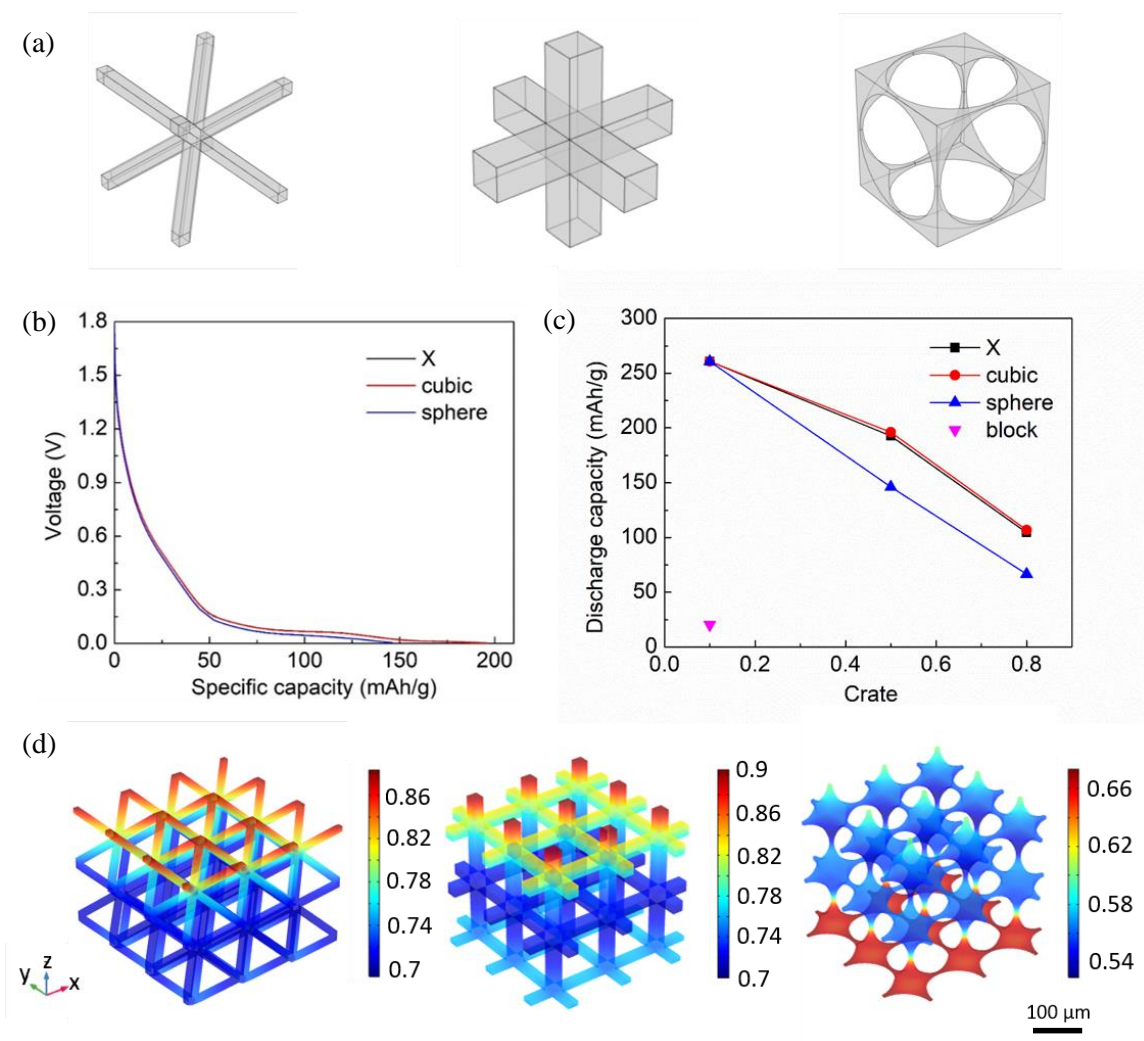 (a)
(b)
1.8
1.5
1.2
0.9
0.6
0.3
0.0
0
50
100
150
200
Voltage (V)
Specific capacity (mAh/g)
X
cubic
sphere
(c)
300
250
200
150
100
50
0
0.0
0.2
0.4
0.6
0.8
Discharge capacity (mAh/g)
Crate
X
cubic
sphere
block
(d)
0.86
0.82
0.78
0.74
0.7
0.9
0.86
0.82
0.78
0.74
0.7
0.66
0.62
0.58
0.54
z
y
x
100 μm